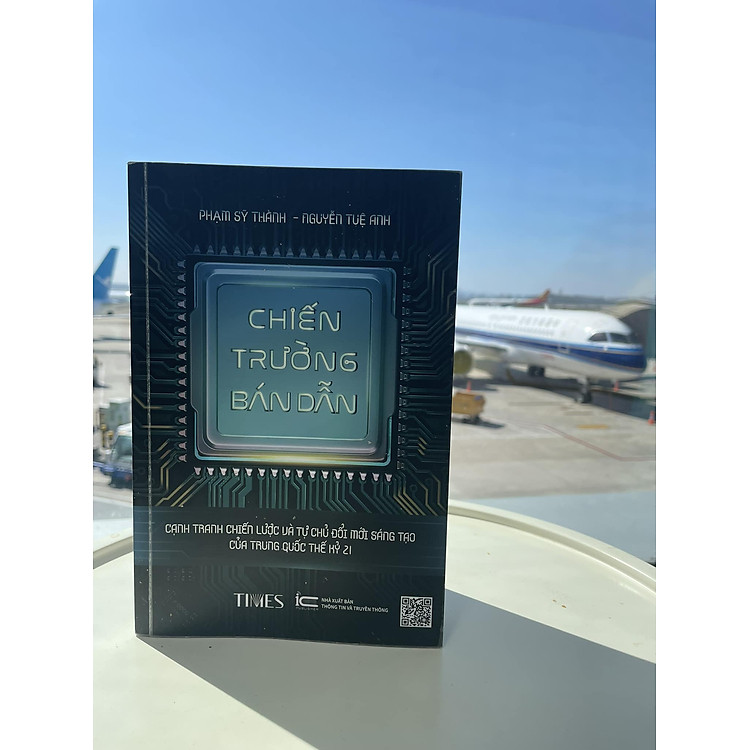 PHẠM SỸ THÀNH - NGUYỄN TUỆ ANH
CHIẾN
TRƯỜNG
BÁN DẪN
CẠNH TRANH CHIẾN LƯỢC VÀ TỰ CHỦ ĐỔI MỚI SÁNG TẠO
CỦA TRUNG QUỐC THẾ KỶ 21
TIMES
ic
NHÀ XUẤT BẢN
THÔNG TIN VÀ TRUYỀN THÔNG